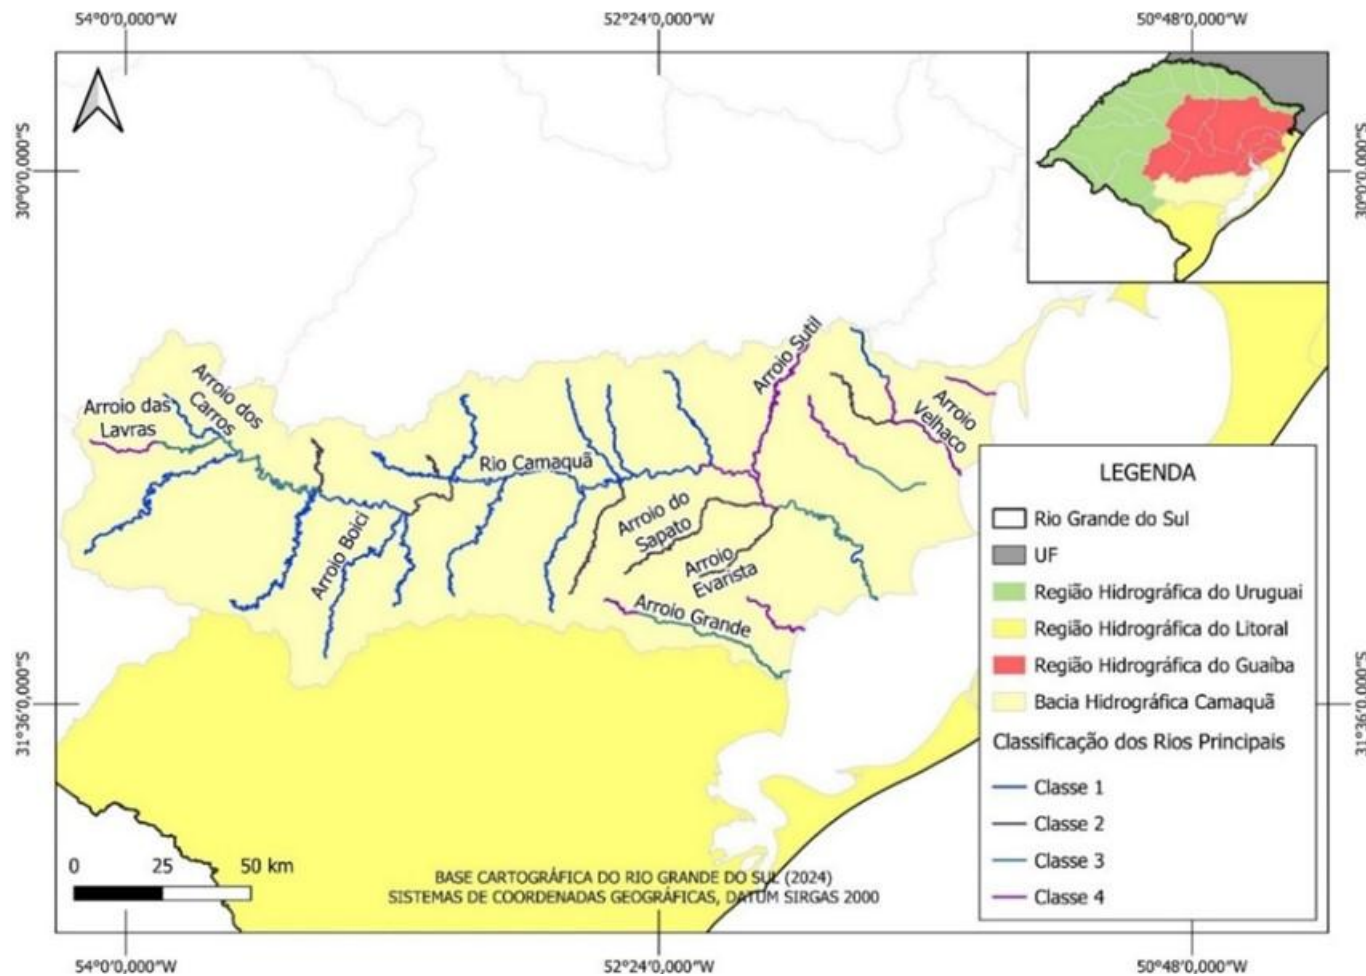 54°0'0,000"W
52°24'0,000"W
50°48'0,000"W
30°0'0,000"S
30°0'0,000"S
Arroio Sutil
Arroio dos
Carros
Arroio das
Lavras
Arroio
Velhaco
Rio Camaquã
Arroio do
Sapato
Arroio Boici
Arroio
Evarista
Arroio Grande
31°36'0,000"S
31°36'0,000"S
LEGENDA
Rio Grande do Sul
UF
Região Hidrográfica do Uruguai
Região Hidrográfica do Litoral
Região Hidrográfica do Guaíba
Bacia Hidrográfica Camaquã
Classificação dos Rios Principais
Classe 1
Classe 2
Classe 3
Classe 4
0 25 50 km
BASE CARTOGRÁFICA DO RIO GRANDE DO SUL (2024)
SISTEMAS DE COORDENADAS GEOGRÁFICAS, DATUM SIRGAS 2000
54°0'0,000"W
52°24'0,000"W
50°48'0,000"W